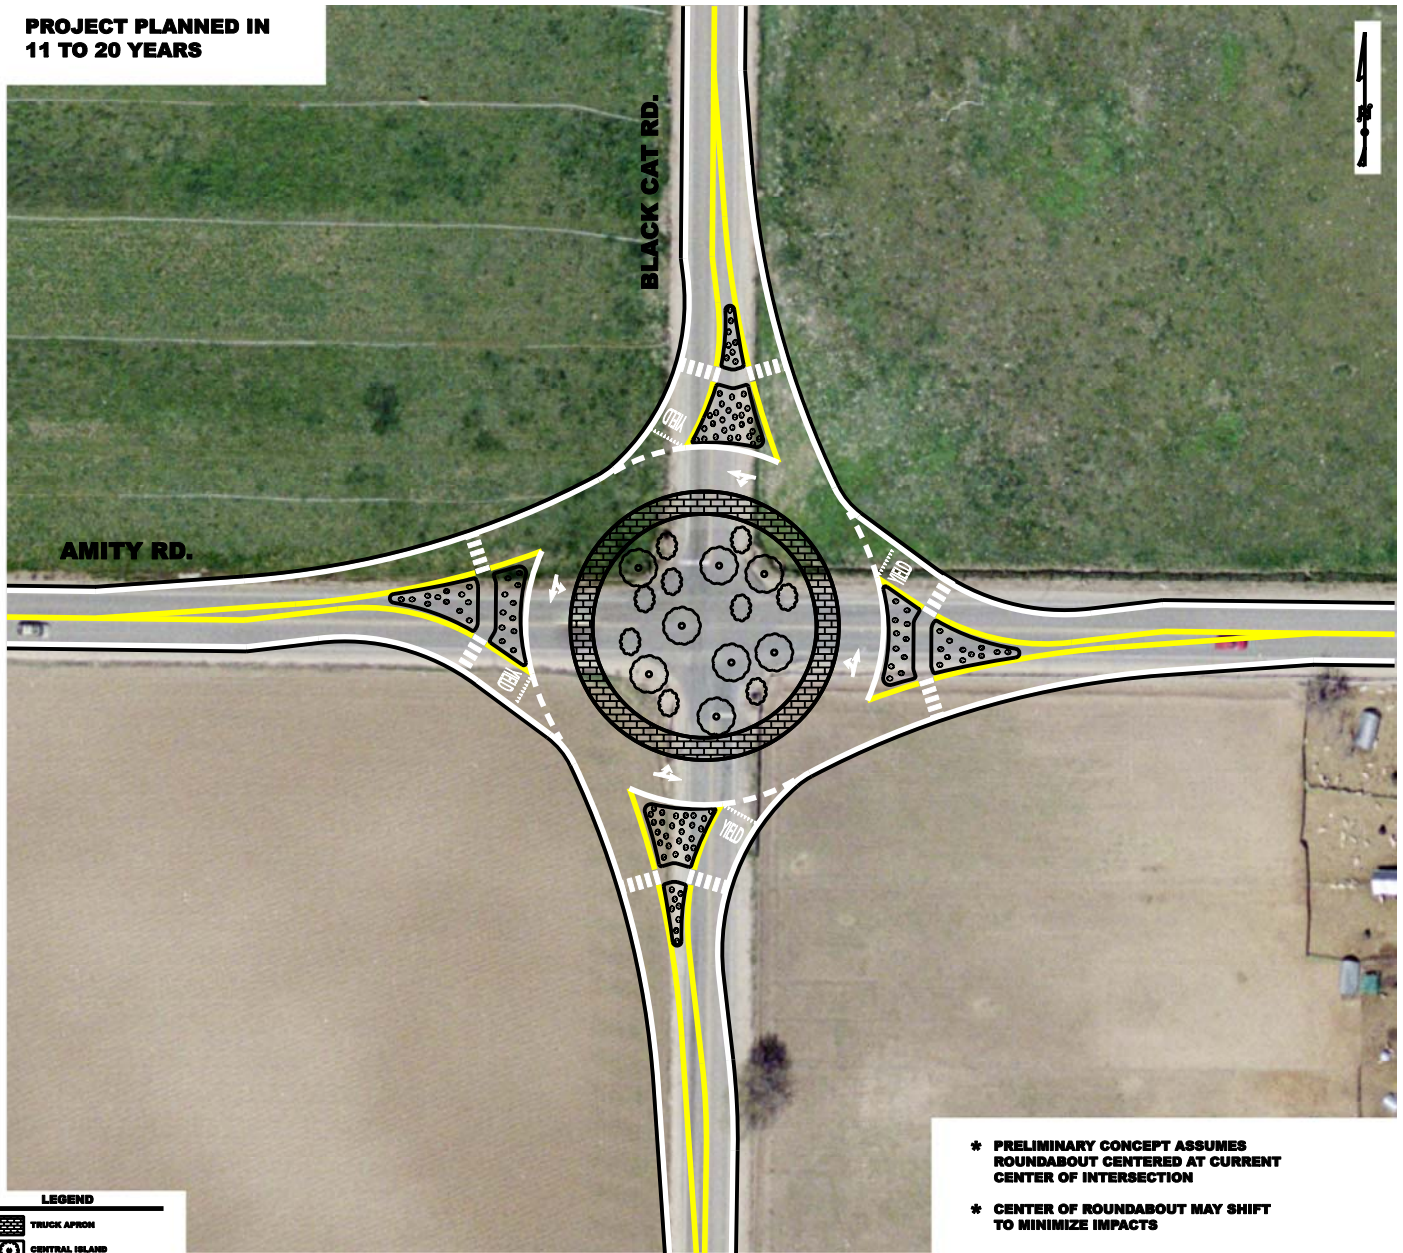 PROJECT PLANNED IN
11 TO 20 YEARS
BLACK CAT RD.
YIELD
AMITY RD.
YIELD
YIELD
YIELD
* PRELIMINARY CONCEPT ASSUMES
ROUNDABOUT CENTERED AT CURRENT
CENTER OF INTERSECTION
* CENTER OF ROUNDABOUT MAY SHIFT
TO MINIMIZE IMPACTS
LEGEND
TRUCK APRON
CENTRAL ISLAND